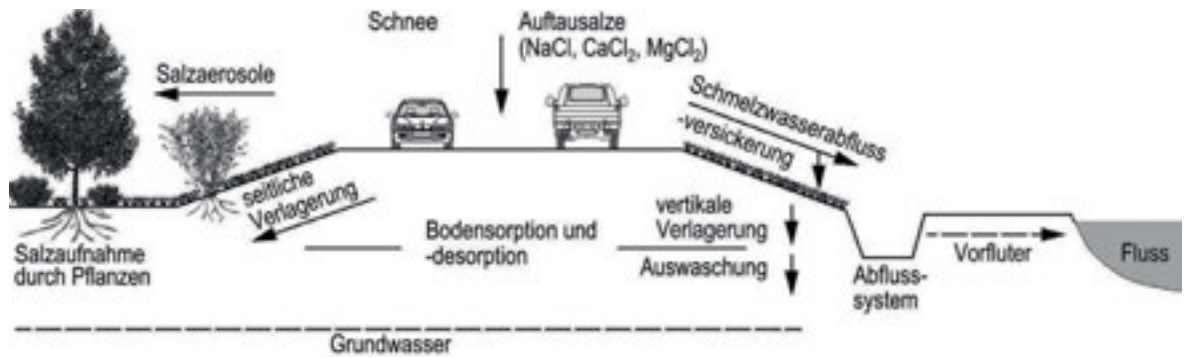 Schnee
Auftausalze
(NaCl, CaCl₂, MgCl₂)
Salzaerosole
Schmelzwasserabfluss
-versickerung
seitliche
Verlagerung
Salzaufnahme
durch Pflanzen
Bodensorption und
-desorption
vertikale
Verlagerung
Auswaschung
Abfluss-
system
Vorfluter
Fluss
Grundwasser